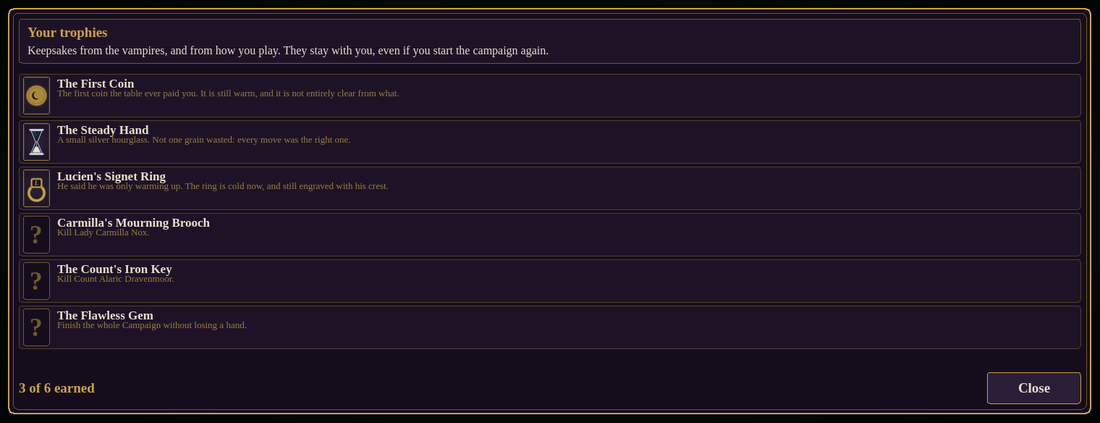 Your trophies
Keepsakes from the vampires, and from how you play. They stay with you, even if you start the campaign again.
The First Coin
The first coin the table ever paid you. It is still warm, and it is not entirely clear from what.
The Steady Hand
A small silver hourglass. Not one grain wasted: every move was the right one.
L
Lucien's Signet Ring
He said he was only warming up. The ring is cold now, and still engraved with his crest.
?
Carmilla's Mourning Brooch
Kill Lady Carmilla Nox.
?
The Count's Iron Key
Kill Count Alaric Dravenmoor.
?
The Flawless Gem
Finish the whole Campaign without losing a hand.
3 of 6 earned
Close